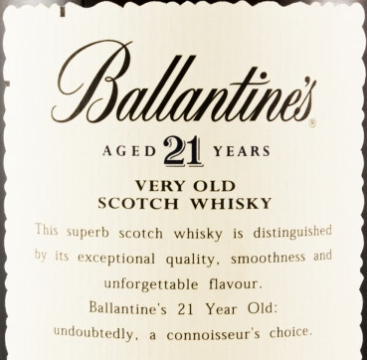 Ballantine's®
AGED 21 YEARS
VERY OLD
SCOTCH WHISKY
This superb scotch whisky is distinguished
by its exceptional quality, smoothness and
unforgettable flavour.
Ballantine's 21 Year Old:
undoubtedly, a connoisseur's choice.